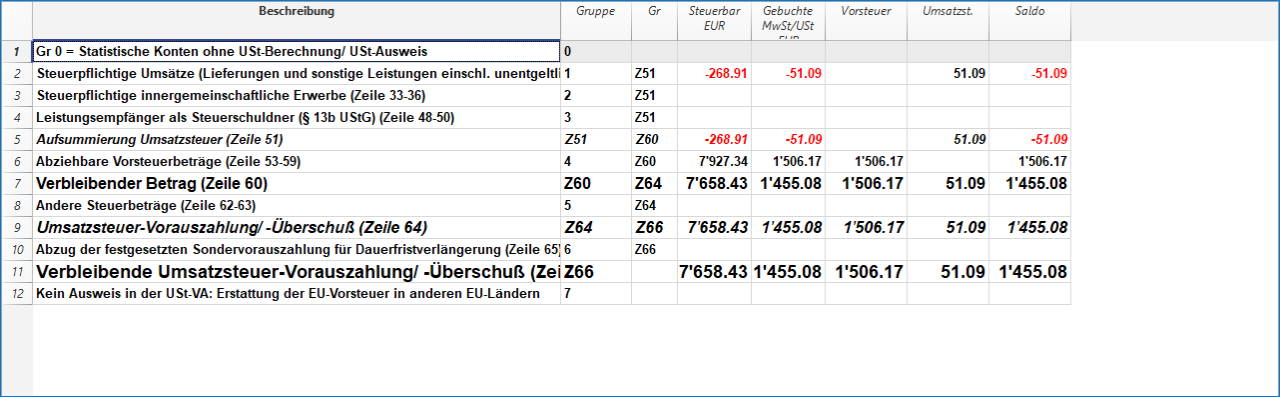 Beschreibung Gruppe Gr Steuerbar EUR Gebuchte MwSt/USt EUR Vorsteuer Umsatzst. Saldo
1 Gr 0 = Statistische Konten ohne USt-Berechnung/ USt-Ausweis 0
2 Steuerpflichtige Umsätze (Lieferungen und sonstige Leistungen einschl. unentgeltli 1 Z51 -268.91 -51.09 51.09 -51.09
3 Steuerpflichtige innergemeinschaftliche Erwerbe (Zeile 33-36) 2 Z51
4 Leistungsempfänger als Steuerschuldner (§ 13b UStG) (Zeile 48-50) 3 Z51
5 Aufsummierung Umsatzsteuer (Zeile 51) Z51 Z60 -268.91 -51.09 51.09 -51.09
6 Abziehbare Vorsteuerbeträge (Zeile 53-59) 4 Z60 7'927.34 1'506.17 1'506.17 1'506.17
7 Verbleibender Betrag (Zeile 60) Z60 Z64 7'658.43 1'455.08 1'506.17 51.09 1'455.08
8 Andere Steuerbeträge (Zeile 62-63) 5 Z64
9 Umsatzsteuer-Vorauszahlung/ -Überschuß (Zeile 64) Z64 Z66 7'658.43 1'455.08 1'506.17 51.09 1'455.08
10 Abzug der festgesetzten Sondervorauszahlung für Dauerfristverlängerung (Zeile 65) 6 Z66
11 Verbleibende Umsatzsteuer-Vorauszahlung/ -Überschuß (Zei Z66 7'658.43 1'455.08 1'506.17 51.09 1'455.08
12 Kein Ausweis in der USt-VA: Erstattung der EU-Vorsteuer in anderen EU-Ländern 7